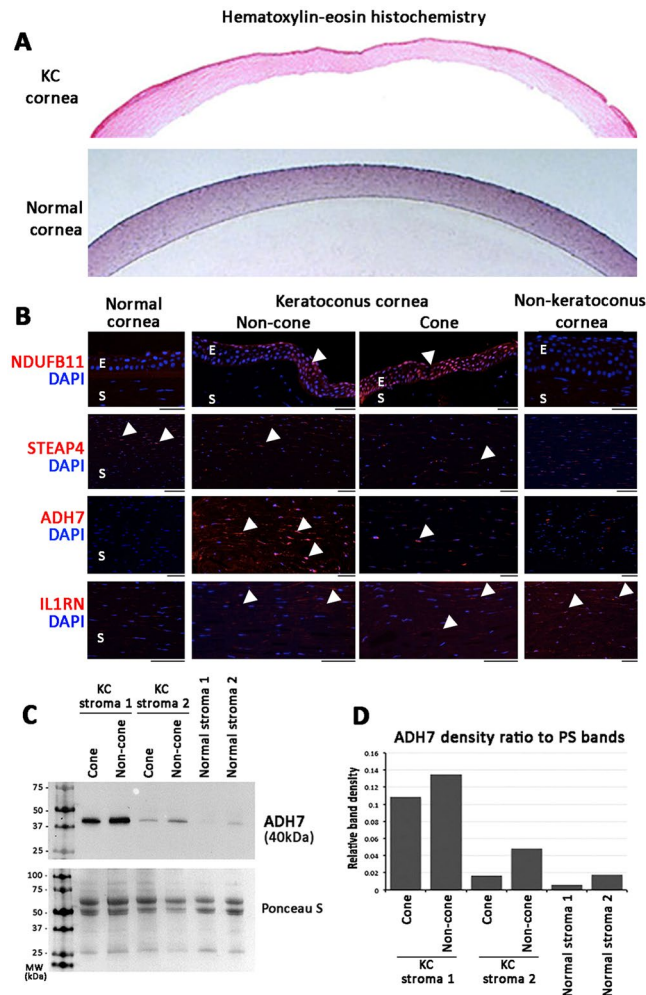 Hematoxylin-eosin histochemistry
A
KC
cornea
Normal
cornea
B
Normal
cornea
Keratoconus cornea
Non-cone
Cone
Non-keratoconus
cornea
NDUFB11
DAPI
E
S
E
S
E
S
E
S
STEAP4
DAPI
S
ADH7
DAPI
S
IL1RN
DAPI
S
C
KC
stroma 1
KC
stroma 2
Normal stroma 1
Normal stroma 2
Cone
Non-cone
Cone
Non-cone
75 -
50 -
37 -
25 -
ADH7
(40kDa)
100 -
75 -
50 -
37 -
25 -
MW
(kDa)
Ponceau S
D
ADH7 density ratio to PS bands
Relative band density
0.16
0.14
0.12
0.1
0.08
0.06
0.04
0.02
0
Cone
Non-cone
Cone
Non-cone
Normal stroma 1
Normal stroma 2
KC
stroma 1
KC
stroma 2